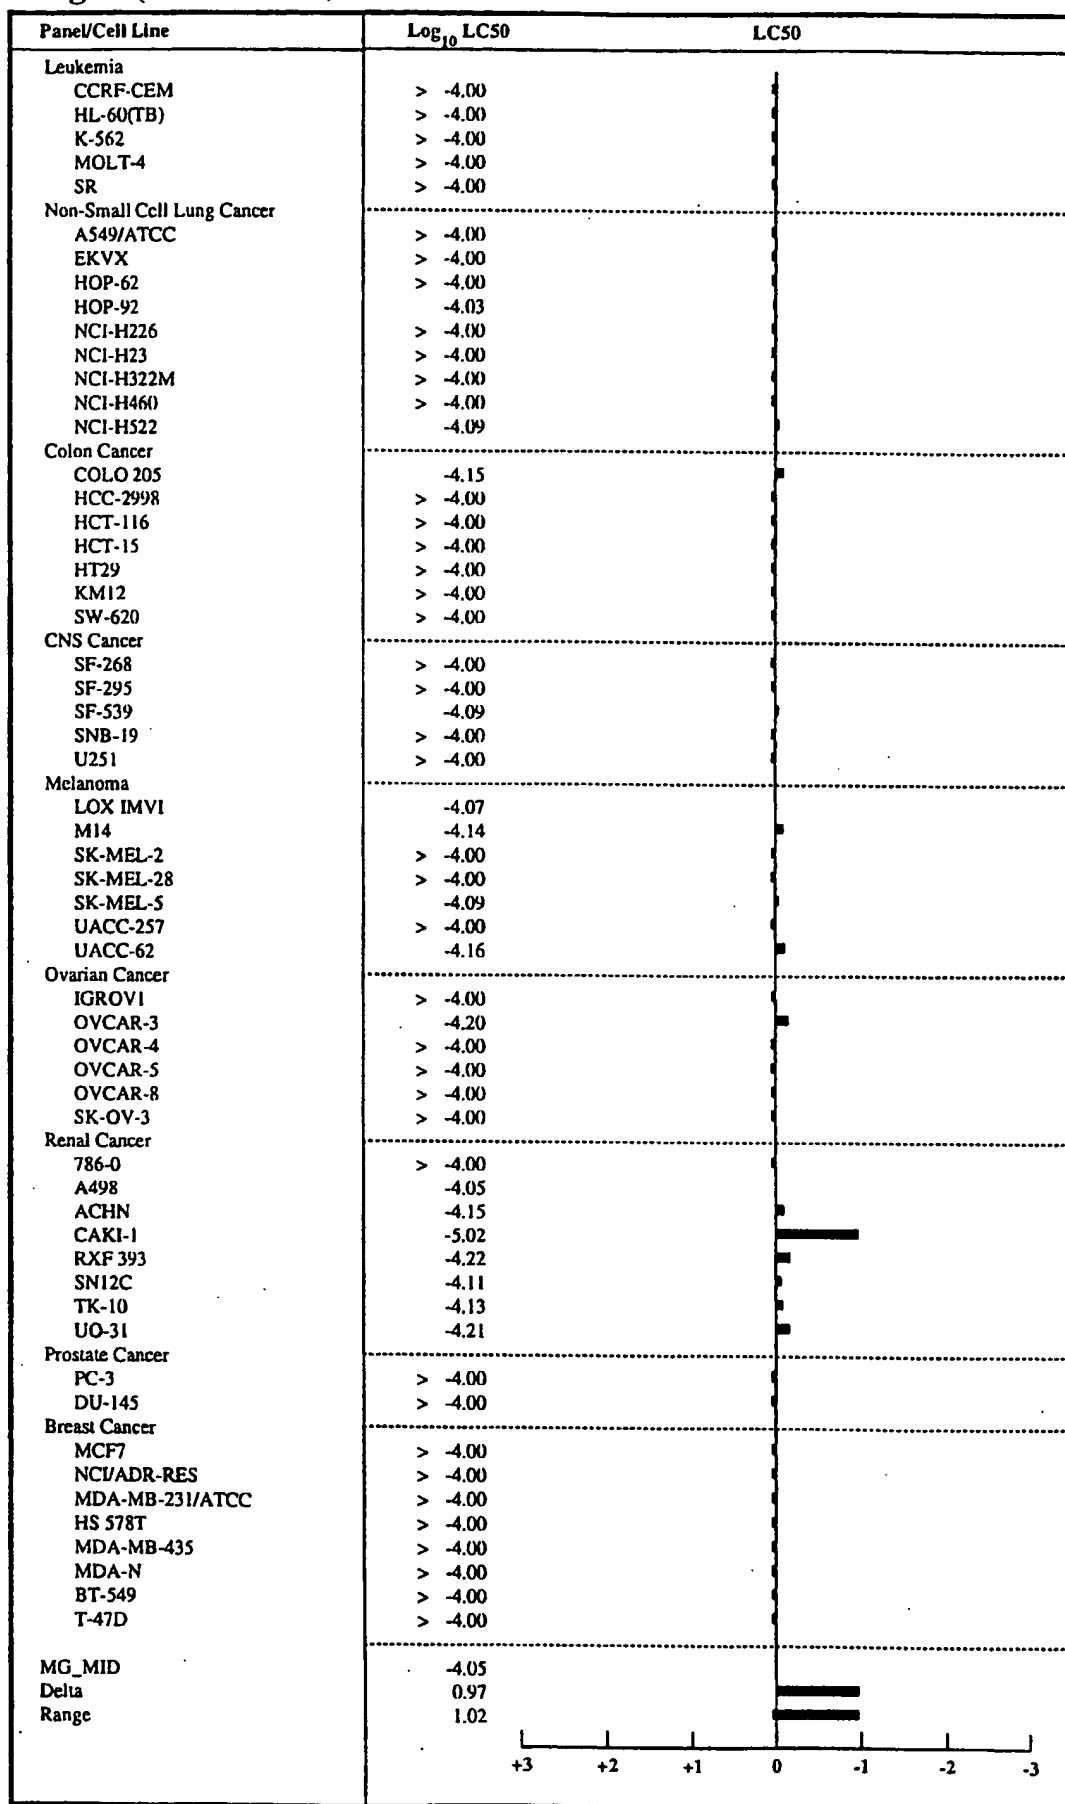 Panel/Cell Line Log10 LC50 LC50
Leukemia
CCRF-CEM > -4.00
HL-60(TB) > -4.00
K-562 > -4.00
MOLT-4 > -4.00
SR > -4.00
Non-Small Cell Lung Cancer
A549/ATCC > -4.00
EKVX > -4.00
HOP-62 > -4.00
HOP-92 -4.03
NCI-H226 > -4.00
NCI-H23 > -4.00
NCI-H322M > -4.00
NCI-H460 > -4.00
NCI-H522 -4.09
Colon Cancer
COLO 205 -4.15
HCC-2998 > -4.00
HCT-116 > -4.00
HCT-15 > -4.00
HT29 > -4.00
KM12 > -4.00
SW-620 > -4.00
CNS Cancer
SF-268 > -4.00
SF-295 > -4.00
SF-539 -4.09
SNB-19 > -4.00
U251 > -4.00
Melanoma
LOX IMVI -4.07
M14 -4.14
SK-MEL-2 > -4.00
SK-MEL-28 > -4.00
SK-MEL-5 -4.09
UACC-257 > -4.00
UACC-62 -4.16
Ovarian Cancer
IGROV1 > -4.00
OVCAR-3 -4.20
OVCAR-4 > -4.00
OVCAR-5 > -4.00
OVCAR-8 > -4.00
SK-OV-3 > -4.00
Renal Cancer
786-0 > -4.00
A498 -4.05
ACHN -4.15
CAKI-1 -5.02
RXF 393 -4.22
SN12C -4.11
TK-10 -4.13
UO-31 -4.21
Prostate Cancer
PC-3 > -4.00
DU-145 > -4.00
Breast Cancer
MCF7 > -4.00
NCI/ADR-RES > -4.00
MDA-MB-231/ATCC > -4.00
HS 578T > -4.00
MDA-MB-435 > -4.00
MDA-N > -4.00
BT-549 > -4.00
T-47D > -4.00
MG_MID -4.05
Delta 0.97
Range 1.02
+3 +2 +1 0 -1 -2 -3